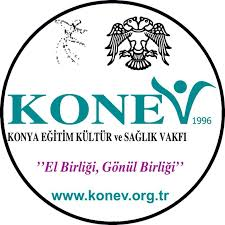 KONEV
1996
KONYA EĞİTİM KÜLTÜR ve SAĞLIK VAKFI
''El Birliği, Gönül Birliği''
www.konev.org.tr